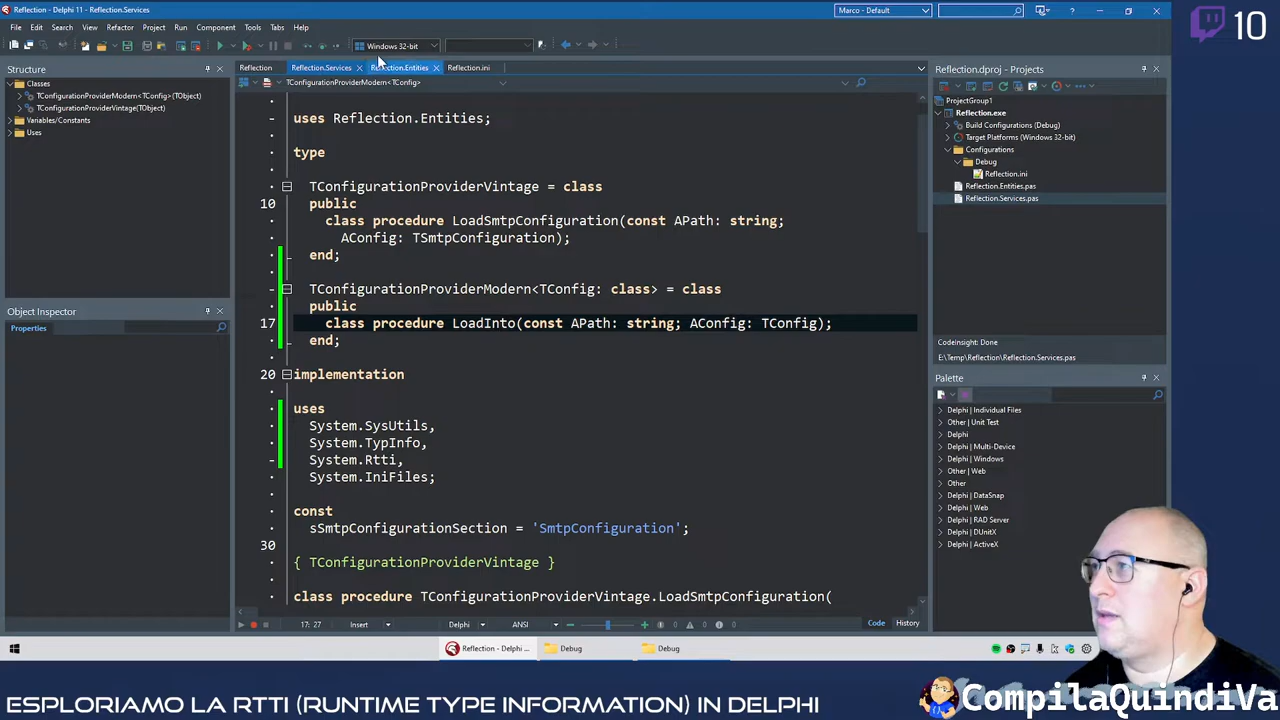 Reflection - Delphi 11 - Reflection.Services
Marco - Default
10
File Edit Search View Refactor Project Run Component Tools Tabs Help
Windows 32-bit
Structure
Reflection Reflection.Services Reflection.Entities Reflection.ini
Reflection.dproj - Projects
Classes
TConfigurationProviderModern<TConfig>(TObject)
TConfigurationProviderVintage(TObject)
Variables/Constants
Uses
Object Inspector
Properties
TConfigurationProviderModern<TConfig>
uses Reflection.Entities;
type
TConfigurationProviderVintage = class
10 public
class procedure LoadSmtpConfiguration(const APath: string;
AConfig: TSmtpConfiguration);
end;
TConfigurationProviderModern<TConfig: class> = class
public
17 class procedure LoadInto(const APath: string; AConfig: TConfig);
end;
20 implementation
uses
System.SysUtils,
System.TypInfo,
System.Rtti,
System.IniFiles;
const
sSmtpConfigurationSection = 'SmtpConfiguration';
30
{ TConfigurationProviderVintage }
class procedure TConfigurationProviderVintage.LoadSmtpConfiguration(
17: 27 Insert Delphi ANSI 0 0 0 Code History
ProjectGroup1
Reflection.exe
Build Configurations (Debug)
Target Platforms (Windows 32-bit)
Configurations
Debug
Reflection.ini
Reflection.Entities.pas
Reflection.Services.pas
CodeInsight: Done
E:\Temp\Reflection\Reflection.Services.pas
Palette
Delphi | Individual Files
Other | Unit Test
Delphi
Delphi | Multi-Device
Delphi | Windows
Other | Web
Other
Delphi | DataSnap
Delphi | Web
Delphi | RAD Server
Delphi | DUnitX
Delphi | ActiveX
Reflection - Delphi ... Debug Debug
ESPLORIAMO LA RTTI (RUNTIME TYPE INFORMATION) IN DELPHI
CompilaQuindiVa